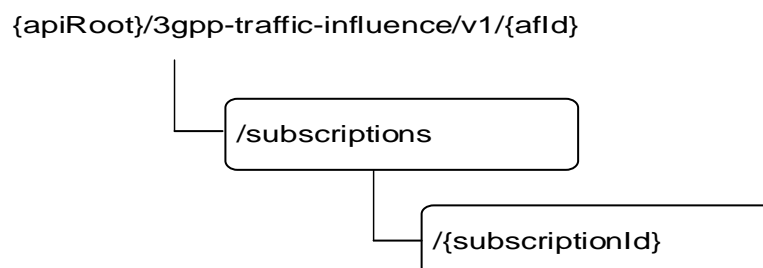 {apiRoot}/3gpp-traffic-influence/v1/{afId}
/subscriptions
/{subscriptionId}